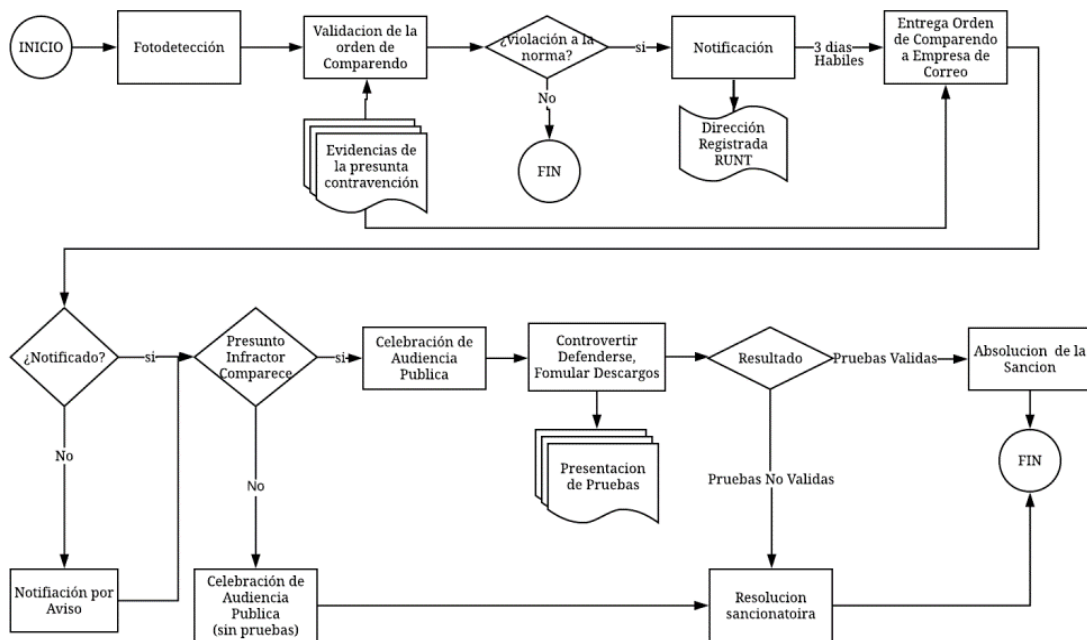 INICIO
Fotodetección
Validacion de la
orden de
Comparendo
¿violación a la
norma?
si
Notificación
3 dias
Habiles
Entrega Orden
de Comparendo
a Empresa de
Correo
No
FIN
Evidencias de
la presunta
contravención
Dirección
Registrada
RUNT
¿Notificado?
si
Presunto
Infractor
Comparece
si
Celebración de
Audiencia
Publica
Controvertir
Defenderse,
Fomular Descargos
Resultado
Pruebas Validas
Absolucion de la
Sancion
No
No
Presentacion
de Pruebas
Pruebas No Validas
FIN
Notifiación por
Aviso
Celebración de
Audiencia
Publica
(sin pruebas)
Resolucion
sancionatoira